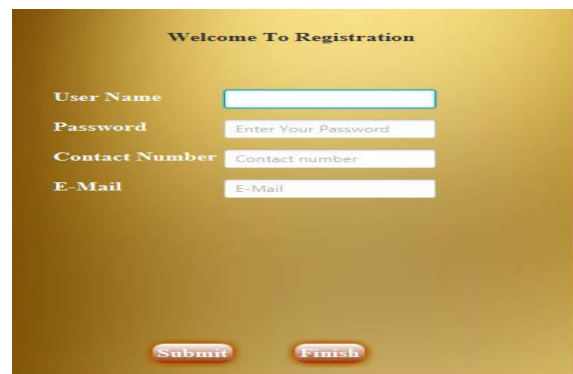 Welcome To Registration
User Name
Password Enter Your Password
Contact Number Contact number
E-Mail E-Mail
Submit Finish